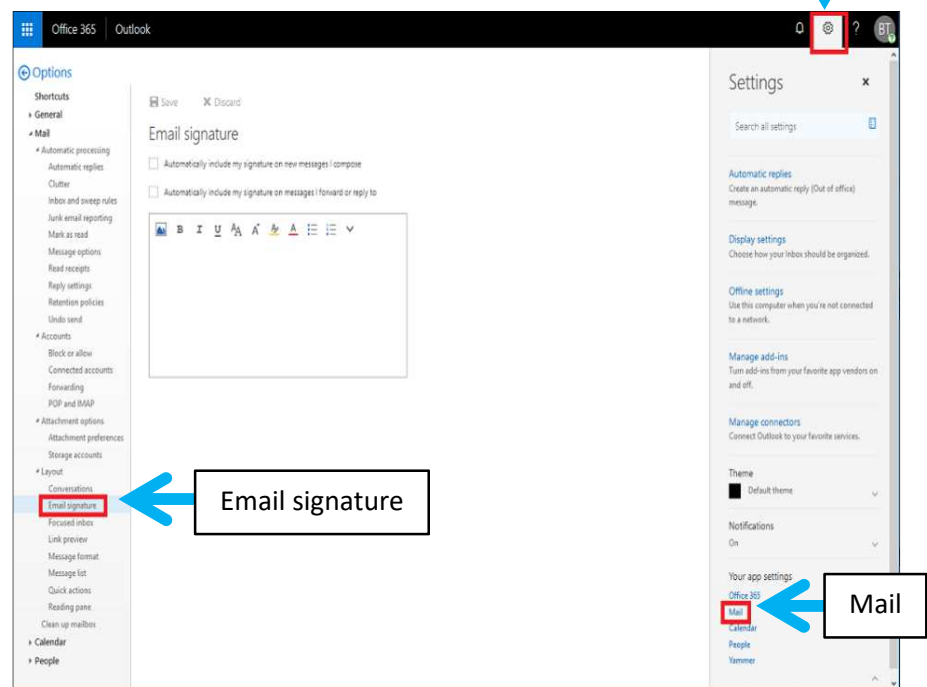 Office 365 Outlook ?
BT
Options
Shortcuts
General
Mail
Automatic processing
Automatic replies
Clutter
Inbox and sweep rules
Junk email reporting
Mark as read
Message options
Read receipts
Reply settings
Retention policies
Undo send
Accounts
Block or allow
Connected accounts
Forwarding
POP and IMAP
Attachment options
Attachment preferences
Storage accounts
Layout
Conversations
Email signature
Focused inbox
Link preview
Message format
Message list
Quick actions
Reading pane
Clean up mailbox
Calendar
People
Save X Discard
Email signature
Automatically include my signature on new messages I compose
Automatically include my signature on messages I forward or reply to
B I U AA A A
Email signature
Settings x
Search all settings
Automatic replies
Create an automatic reply (Out of office)
message.
Display settings
Choose how your Inbox should be organized.
Offline settings
Use this computer when you're not connected
to a network.
Manage add-ins
Turn add-ins from your favorite app vendors on
and off.
Manage connectors
Connect Outlook to your favorite services.
Theme
Default theme
Notifications
On
Your app settings
Office 365
Mail
Calendar
People
Yammer
Mail